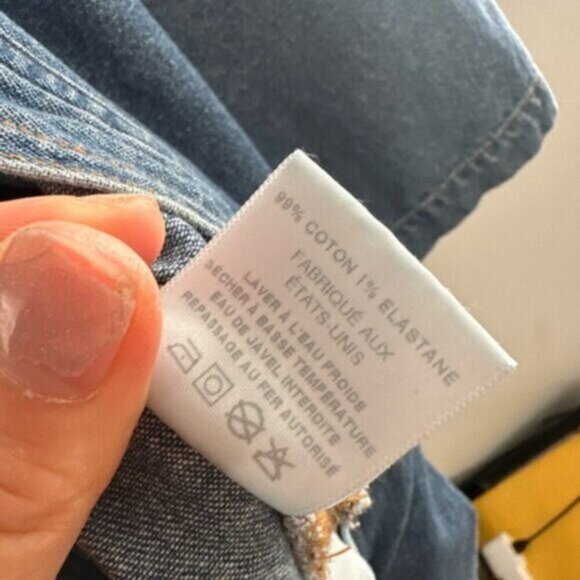 99% COTON 1% ELASTANE
FABRIQUÉ AUX
ÉTATS-UNIS
LAVER À L'EAU FROIDE
SÉCHER À BASSE TEMPÉRATURE
EAU DE JAVEL INTERDITE
REPASSAGE AU FER AUTORISÉ